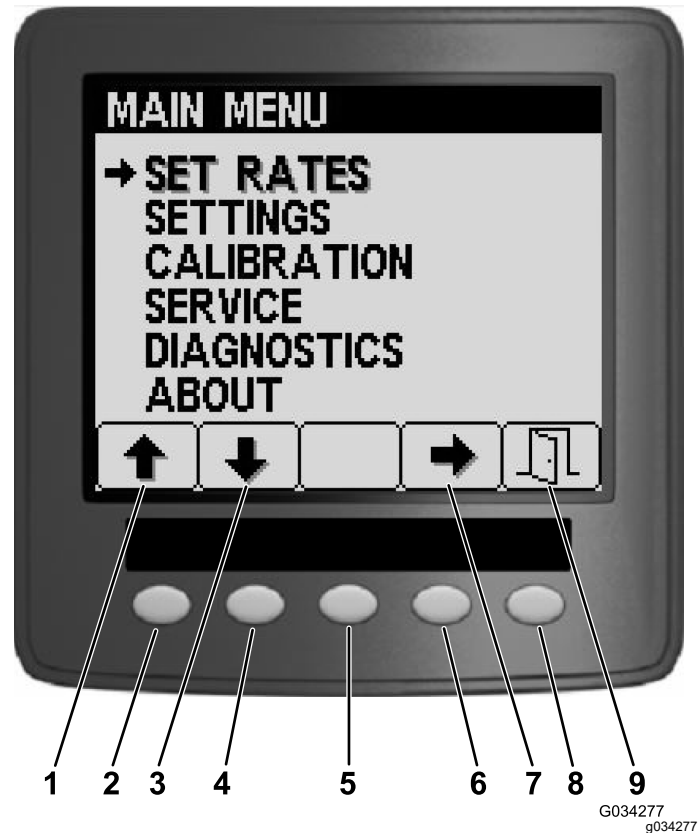 MAIN MENU
SET RATES
SETTINGS
CALIBRATION
SERVICE
DIAGNOSTICS
ABOUT
1 2 3 4 5 6 7 8 9
G034277
g034277